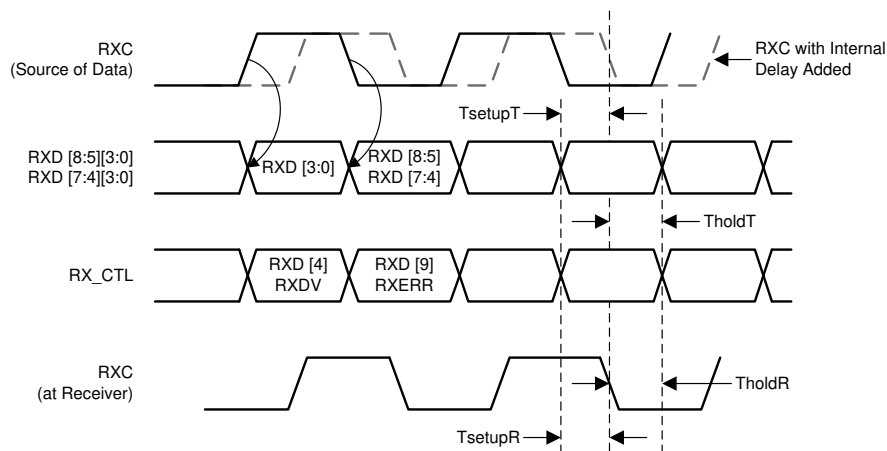 RXC
(Source of Data)
RXC with Internal
Delay Added
TsetupT
RXD [8:5][3:0]
RXD [7:4][3:0]
RXD [3:0]
RXD [8:5]
RXD [7:4]
TholdT
RX_CTL
RXD [4]
RXDV
RXD [9]
RXERR
RXC
(at Receiver)
TholdR
TsetupR